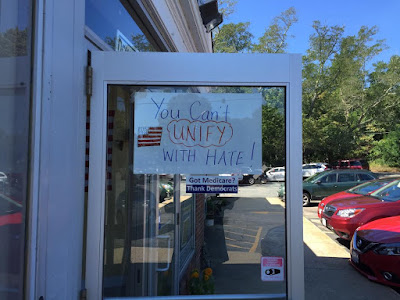 You Can't
UNIFY
WITH HATE!
Got Medicare?
Thank Democrats